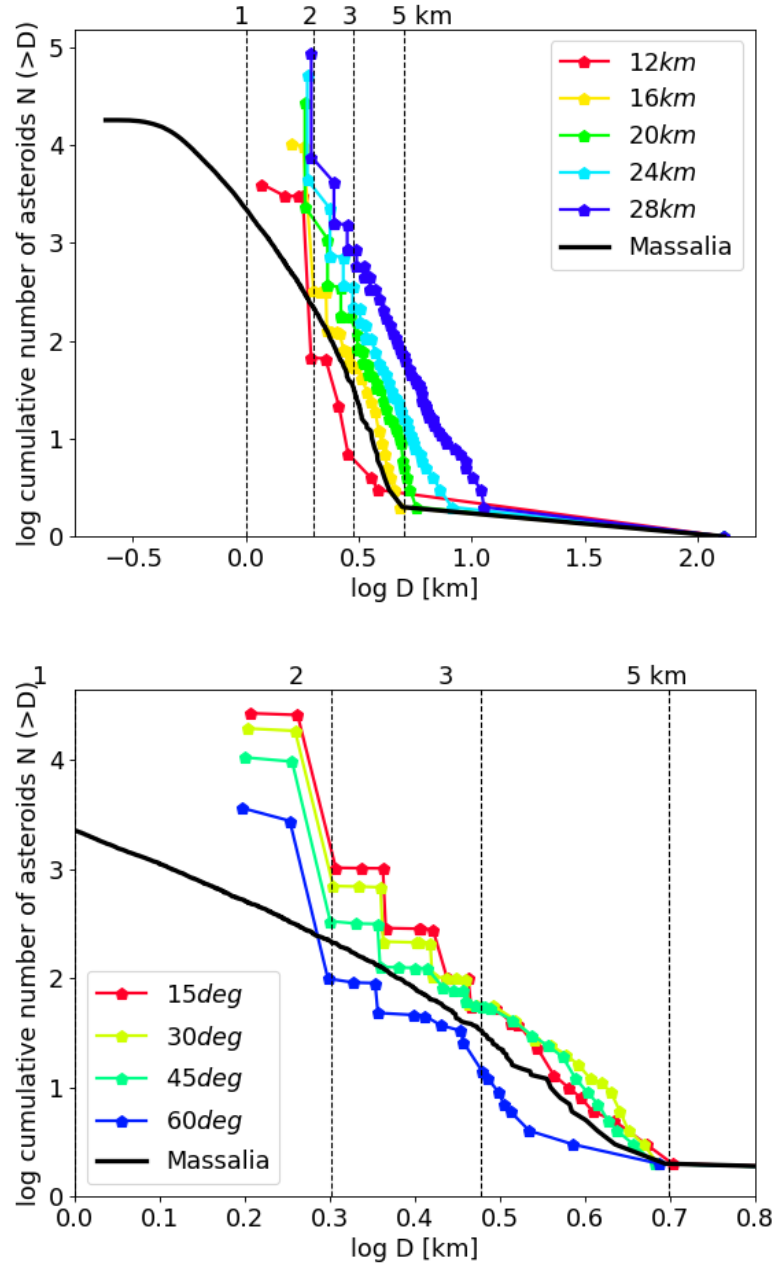 1 2 3 5 km
log cumulative number of asteroids N (>D)
5
4
3
2
1
0
12km
16km
20km
24km
28km
Massalia
−0.5 0.0 0.5 1.0 1.5 2.0
log D [km]
1 2 3 5 km
log cumulative number of asteroids N (>D)
4
3
2
1
0
15deg
30deg
45deg
60deg
Massalia
0.0 0.1 0.2 0.3 0.4 0.5 0.6 0.7 0.8
log D [km]